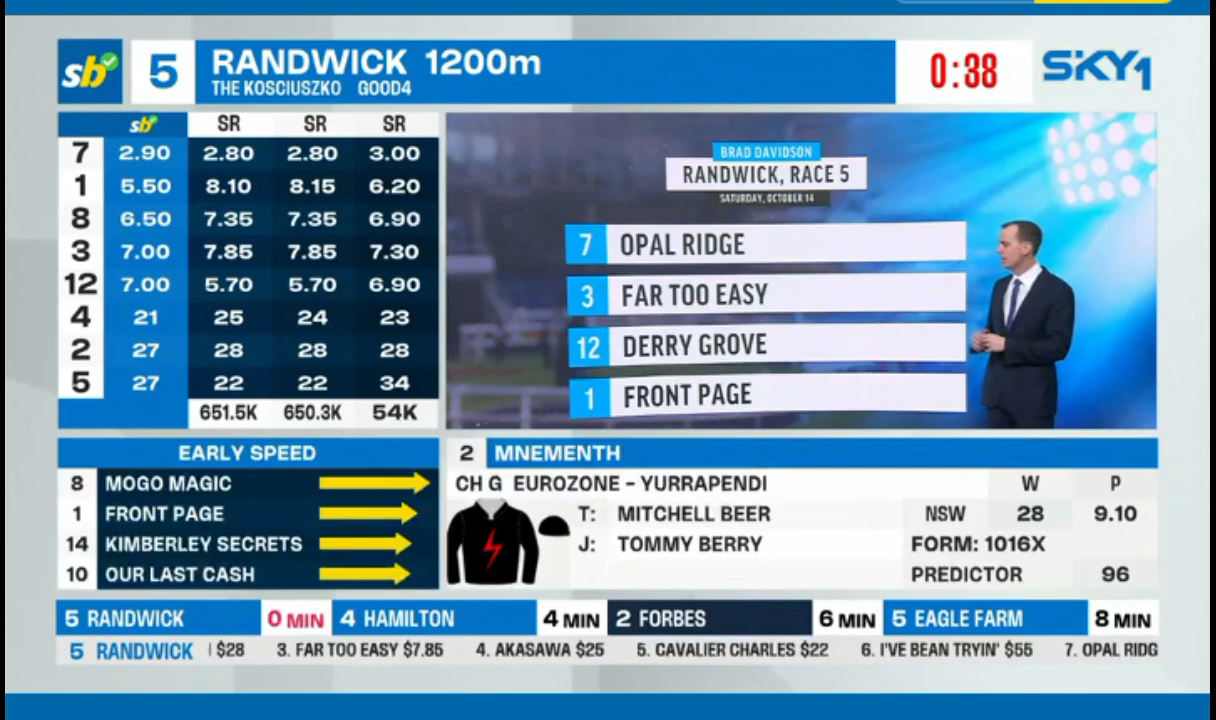 sb 5 RANDWICK 1200m 0:38 SKY1
THE KOSCIUSZKO GOOD4
sb SR SR SR
7 2.90 2.80 2.80 3.00
1 5.50 8.10 8.15 6.20
8 6.50 7.35 7.35 6.90
3 7.00 7.85 7.85 7.30
12 7.00 5.70 5.70 6.90
4 21 25 24 23
2 27 28 28 28
5 27 22 22 34
651.5K 650.3K 54K
BRAD DAVIDSON
RANDWICK, RACE 5
SATURDAY, OCTOBER 14
7 OPAL RIDGE
3 FAR TOO EASY
12 DERRY GROVE
1 FRONT PAGE
EARLY SPEED
8 MOGO MAGIC
1 FRONT PAGE
14 KIMBERLEY SECRETS
10 OUR LAST CASH
2 MNEMENTH
CH G EUROZONE - YURRAPENDI W P
T: MITCHELL BEER NSW 28 9.10
J: TOMMY BERRY FORM: 1016X
PREDICTOR 96
5 RANDWICK 0 MIN 4 HAMILTON 4 MIN 2 FORBES 6 MIN 5 EAGLE FARM 8 MIN
5 RANDWICK $28 3. FAR TOO EASY $7.85 4. AKASAWA $25 5. CAVALIER CHARLES $22 6. I'VE BEAN TRYIN' $55 7. OPAL RIDG